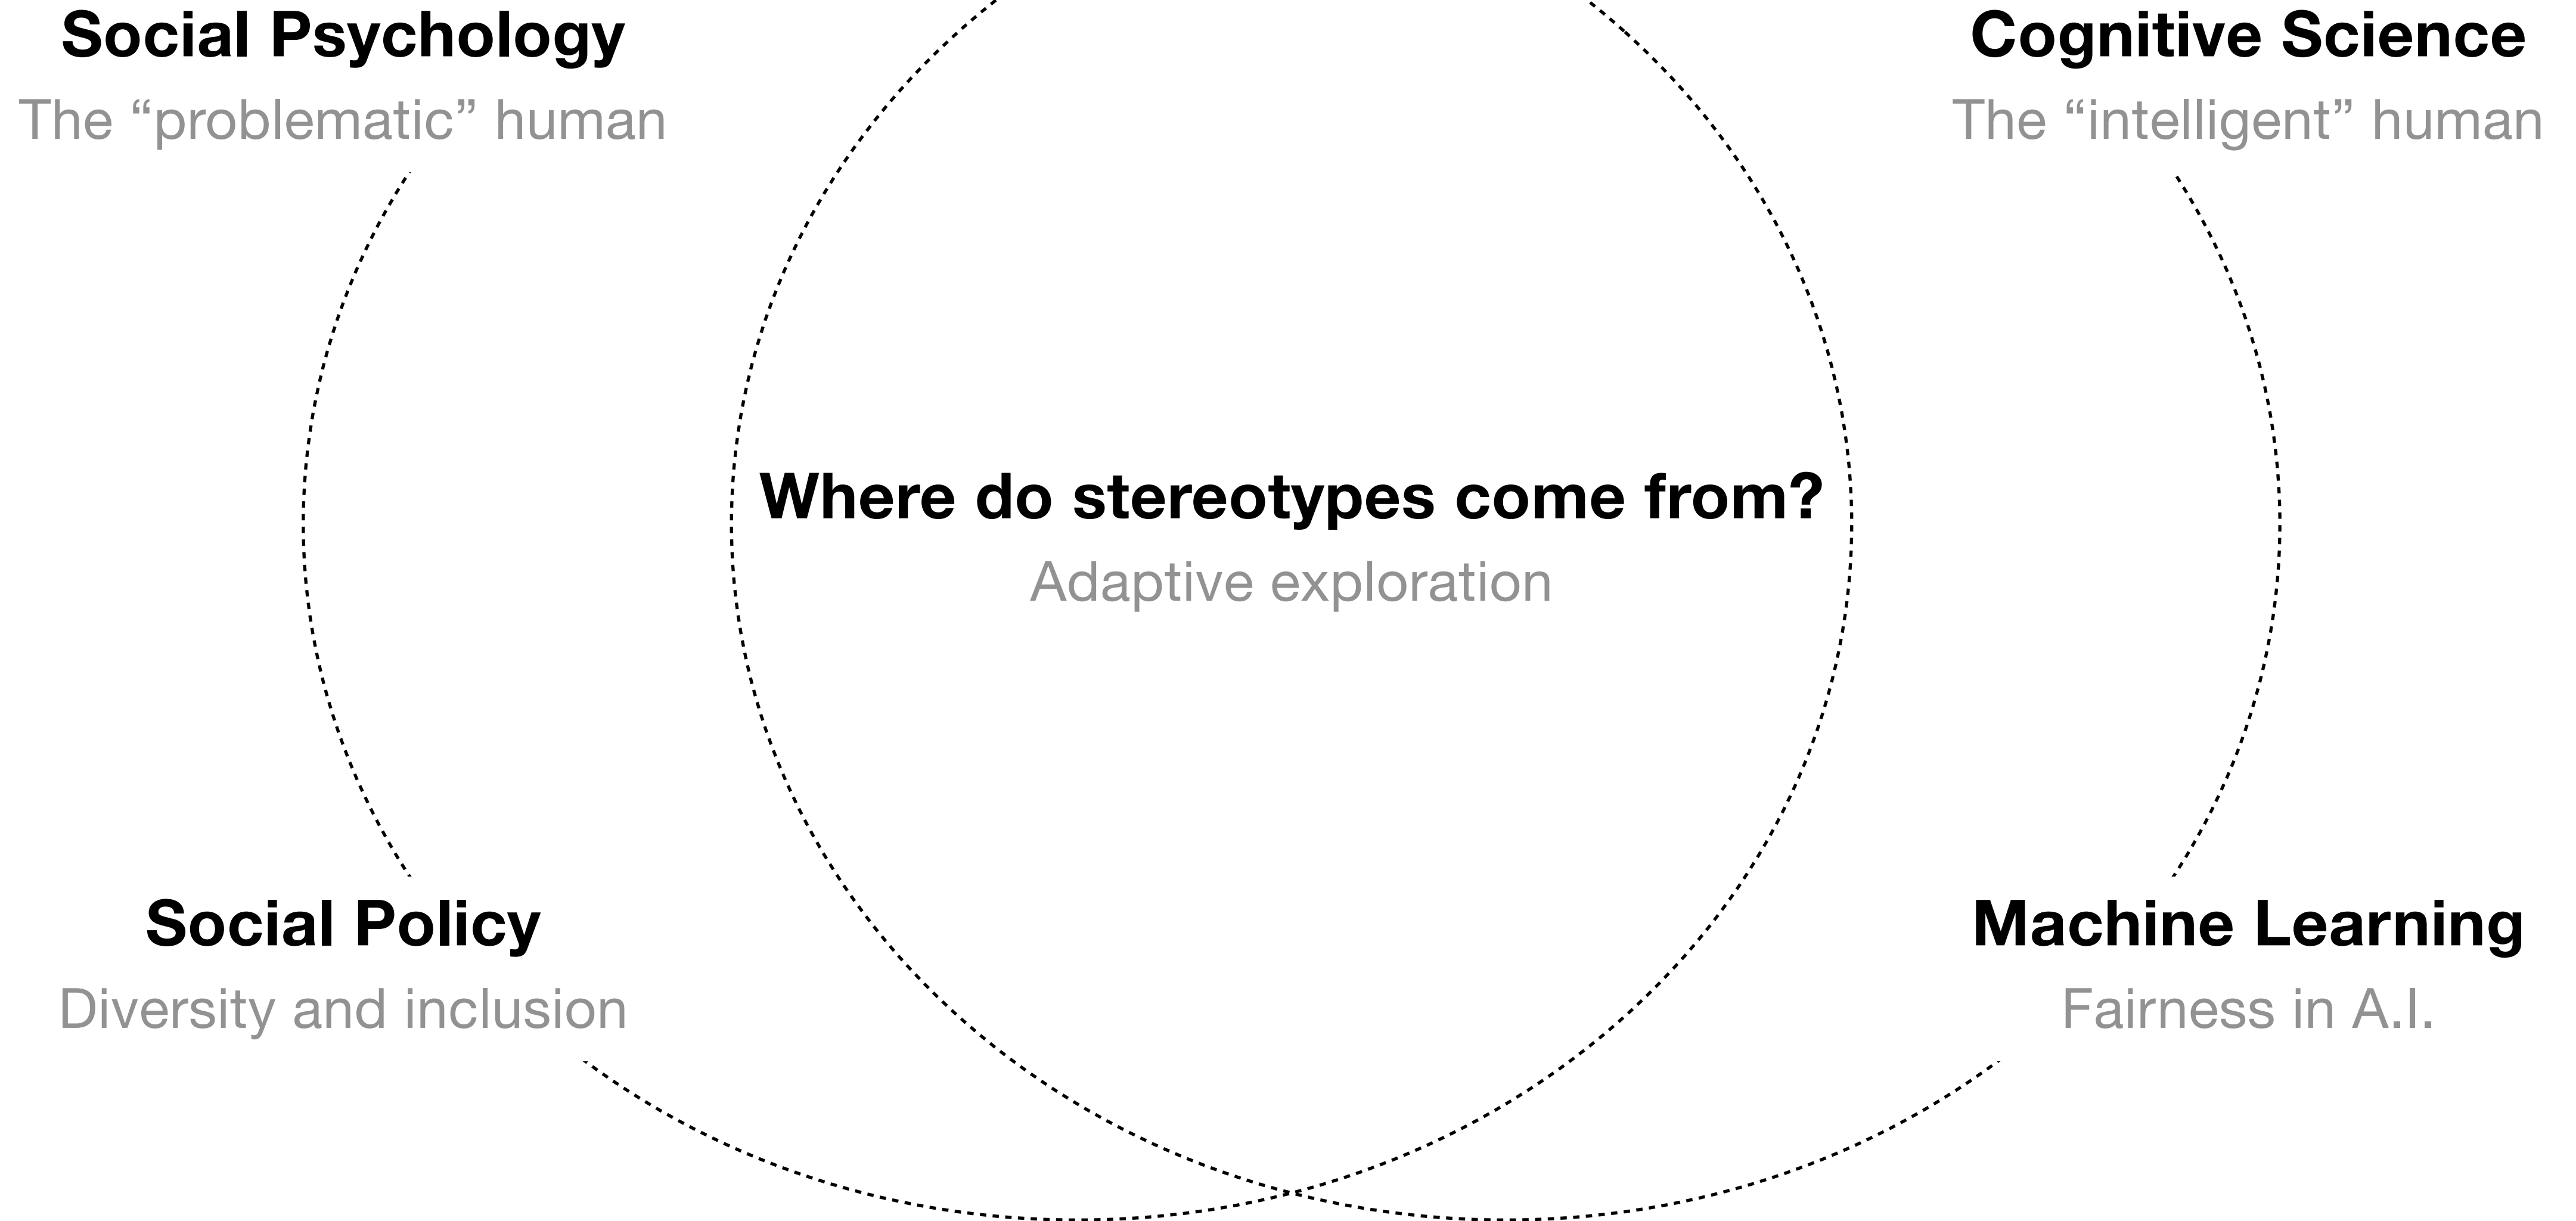 Social Psychology
The “problematic” human
Cognitive Science
The “intelligent” human
Where do stereotypes come from?
Adaptive exploration
Social Policy
Diversity and inclusion
Machine Learning
Fairness in A.I.